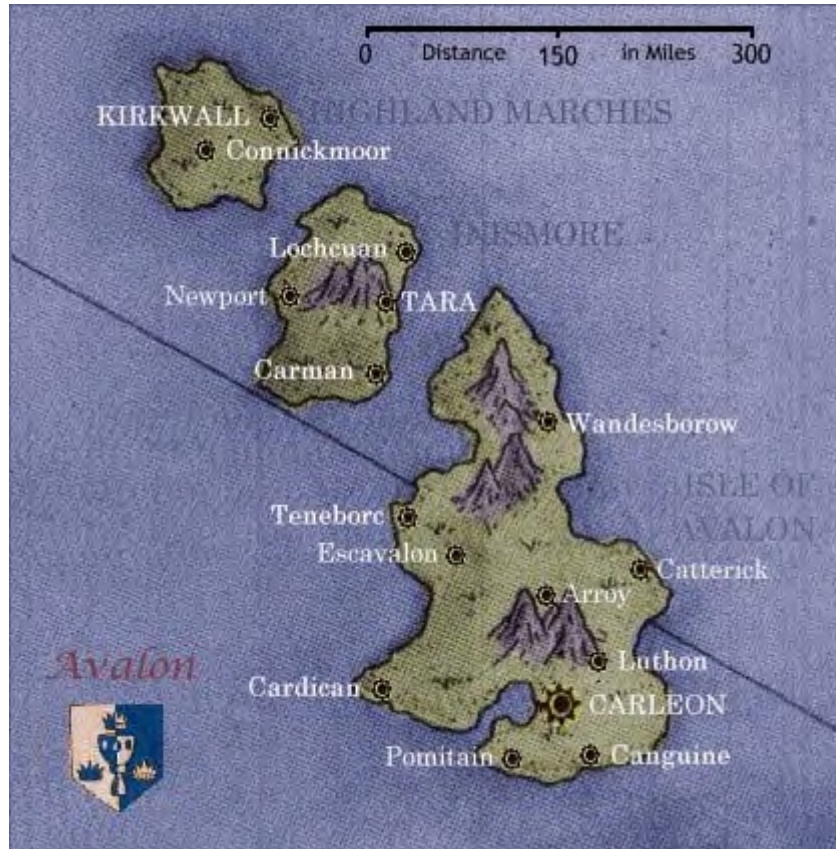 0 Distance 150 in Miles 300
KIRKWALL
HIGHLAND MARCHES
Connickmoor
Lochcuan
INISMORE
Newport
TARA
Carman
Wandesborow
ISLE OF
AVALON
Teneborc
Escavalon
Catterick
Arroy
Avalon
Luthon
Cardican
CARLEON
Pomitain
Canguine